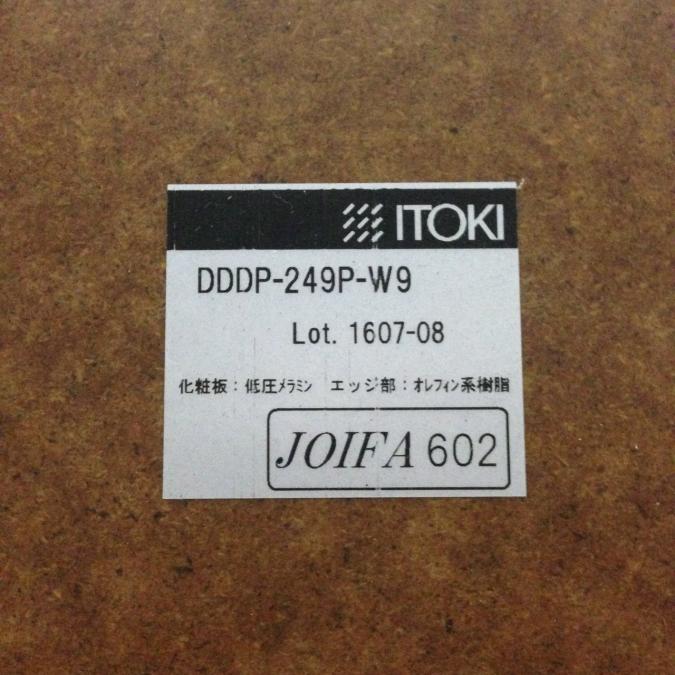 ITOKI
DDDP-249P-W9
Lot. 1607-08
化粧板：低圧メラミン エッジ部：オレフィン系樹脂
JOIFA 602